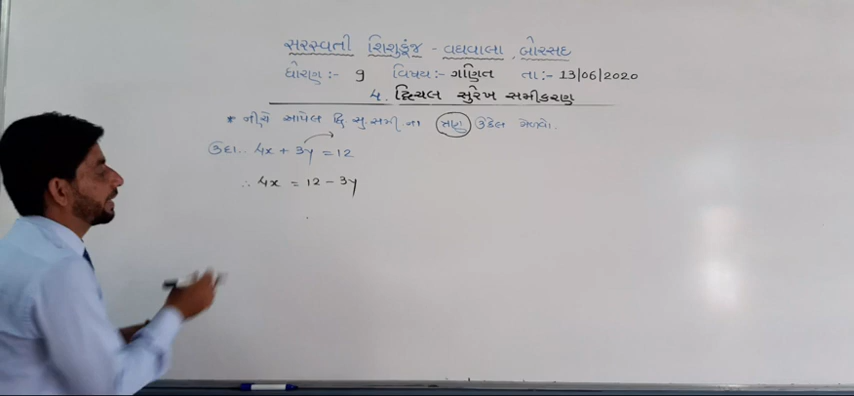 સરસ્વતી શિશુકુંજ - વઘવાલા, બોરસદ
ધોરણ :- 9 વિષય:- ગણિત તા:- 13/06/2020
4. દ્વિચલ સુરેખ સમીકરણ
* નીચે આપેલ દ્વિ સુ. સમી. ના ત્રણ ઉકેલ મેળવો.
ઉદા.. 4x + 3y = 12
∴ 4x = 12 - 3y